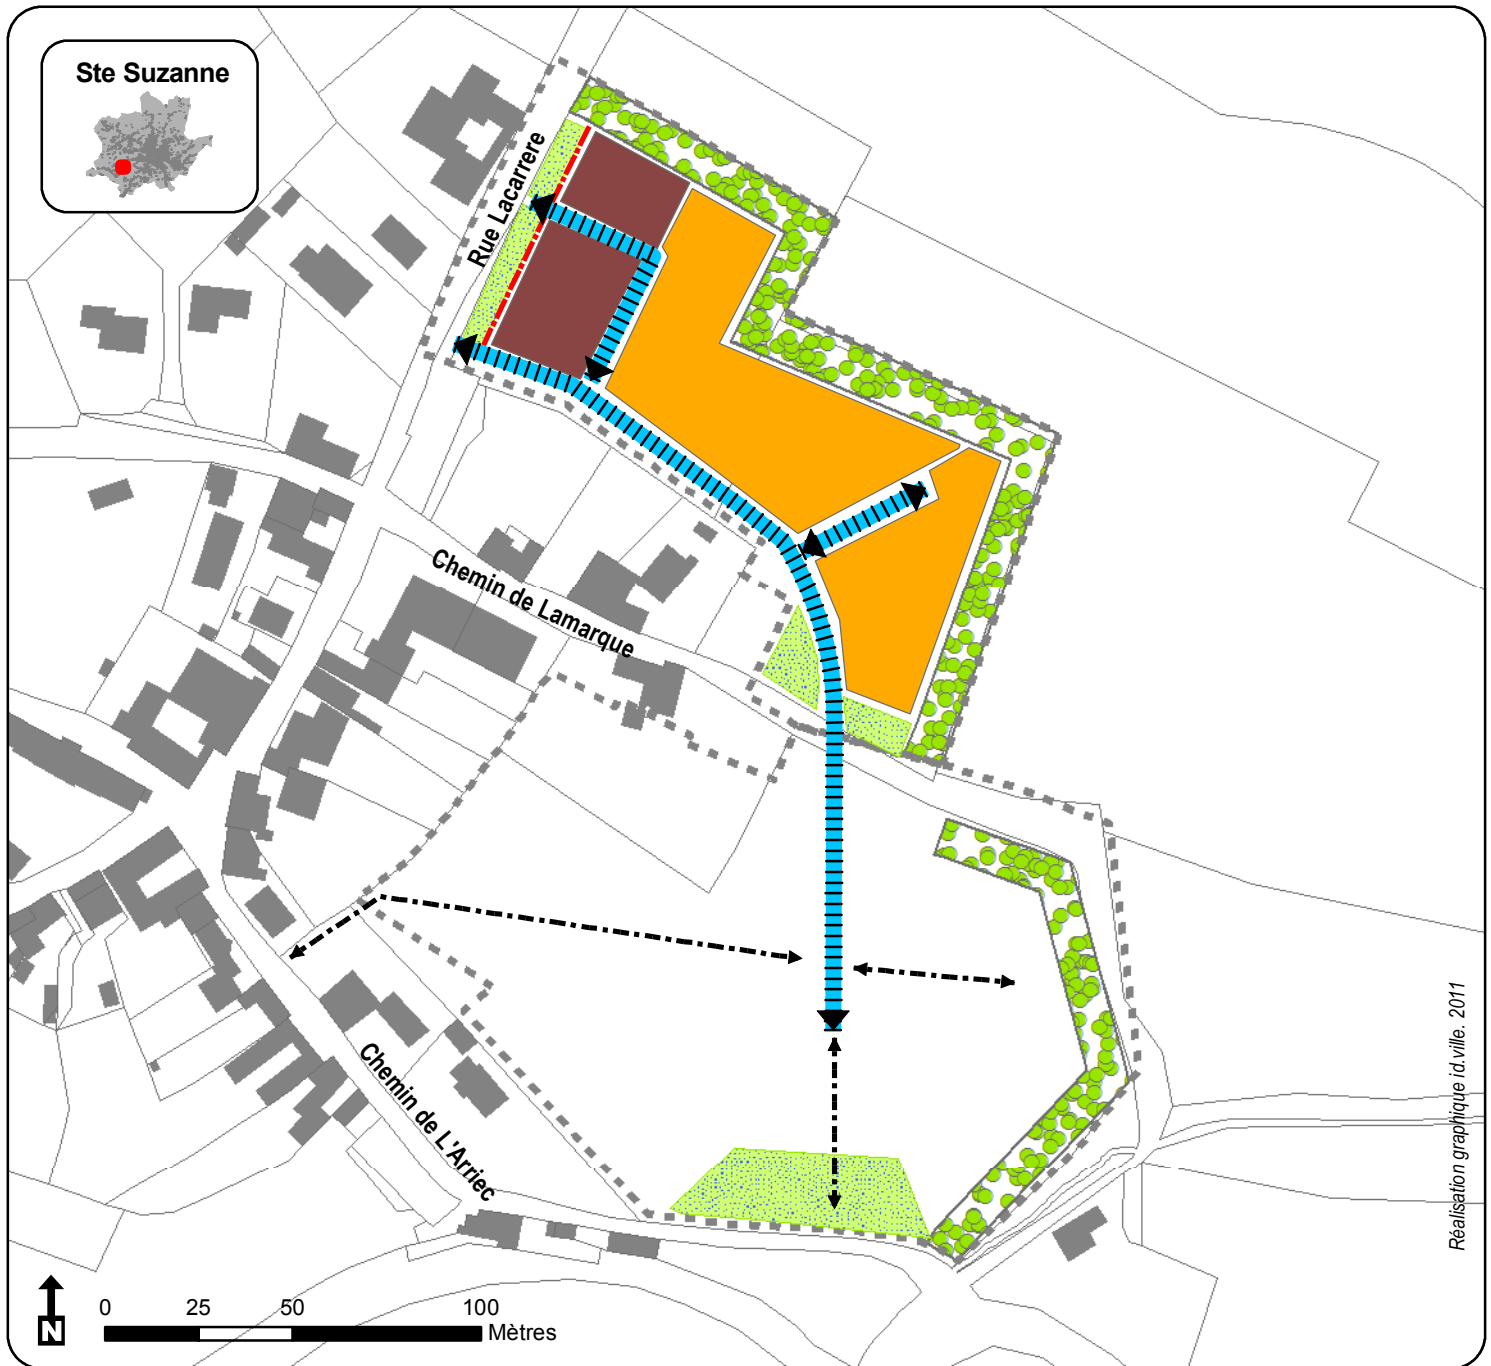 Ste Suzanne
Rue Lacarrere
Chemin de Lamarque
Chemin de L'Arriec
Réalisation graphique id.ville. 2011
N
0 25 50 100
Mètres